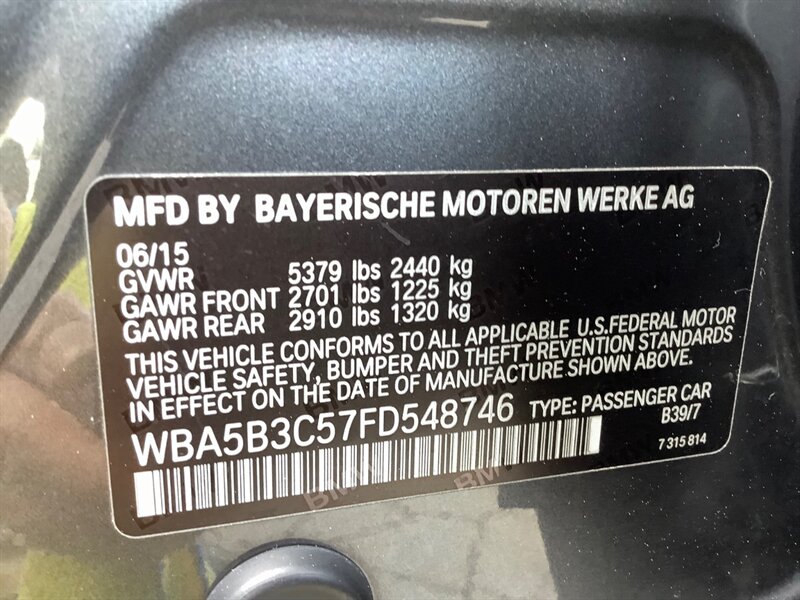 MFD BY BAYERISCHE MOTOREN WERKE AG
06/15
GVWR 5379 lbs 2440 kg
GAWR FRONT 2701 lbs 1225 kg
GAWR REAR 2910 lbs 1320 kg
THIS VEHICLE CONFORMS TO ALL APPLICABLE U.S.FEDERAL MOTOR
VEHICLE SAFETY, BUMPER AND THEFT PREVENTION STANDARDS
IN EFFECT ON THE DATE OF MANUFACTURE SHOWN ABOVE.
WBA5B3C57FD548746 TYPE: PASSENGER CAR
B39/7
7 315 814